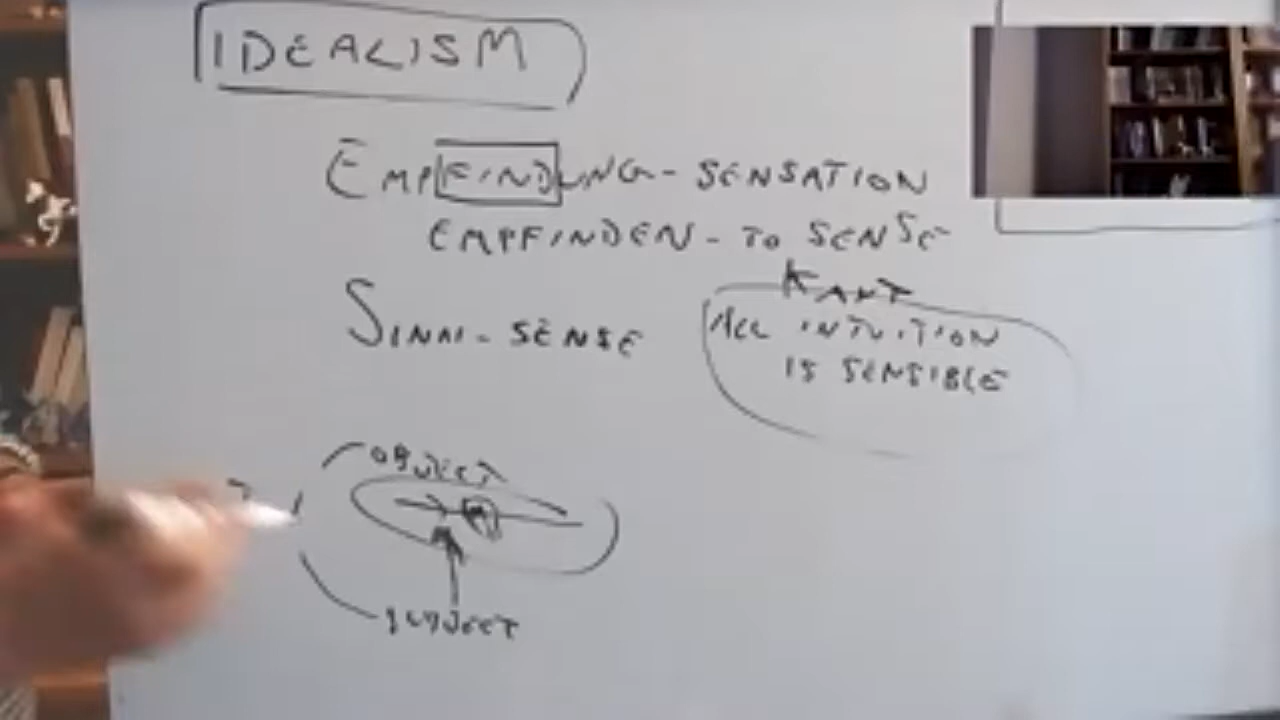 IDEALISM
EMPFINDUNG - SENSATION
EMPFINDEN - TO SENSE
SINN - SENSE
KANT
ALL INTUITION
IS SENSIBLE
OBJECT
SUBJECT